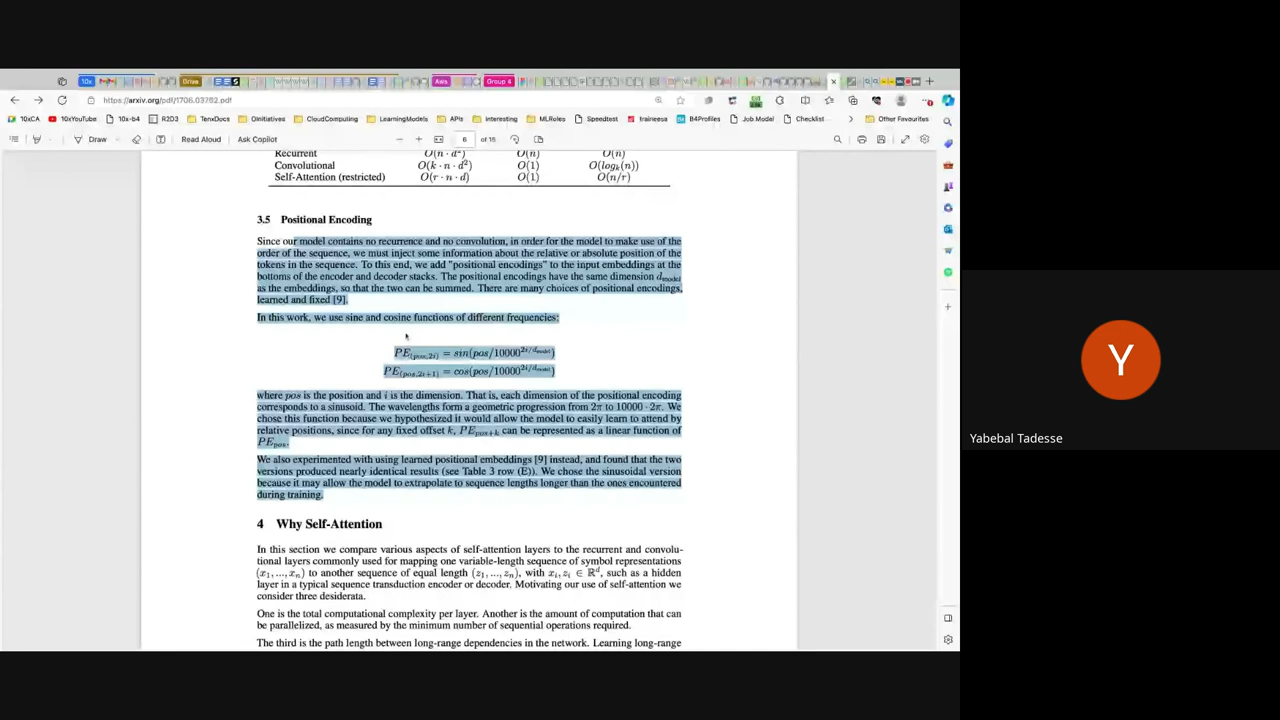 10x
Drive
Aws
Group 4
https://arxiv.org/pdf/1706.03762.pdf
10xCA
10xYouTube
10x-b4
R2D3
TenxDocs
OInitiatives
CloudComputing
LearningModels
APIs
Interesting
MLRoles
Speedtest
traineesa
B4Profiles
Job.Model
Checklist...
Other Favourites
Draw
Read Aloud
Ask Copilot
6 of 15
Recurrent O(n · d²) O(n) O(n)
Convolutional O(k · n · d²) O(1) O(logₖ(n))
Self-Attention (restricted) O(r · n · d) O(1) O(n/r)
3.5 Positional Encoding
Since our model contains no recurrence and no convolution, in order for the model to make use of the
order of the sequence, we must inject some information about the relative or absolute position of the
tokens in the sequence. To this end, we add "positional encodings" to the input embeddings at the
bottoms of the encoder and decoder stacks. The positional encodings have the same dimension d_model
as the embeddings, so that the two can be summed. There are many choices of positional encodings,
learned and fixed [9].
In this work, we use sine and cosine functions of different frequencies:
PE_(pos,2i) = sin(pos/10000^{2i/d_model})
PE_(pos,2i+1) = cos(pos/10000^{2i/d_model})
where pos is the position and i is the dimension. That is, each dimension of the positional encoding
corresponds to a sinusoid. The wavelengths form a geometric progression from 2π to 10000 · 2π. We
chose this function because we hypothesized it would allow the model to easily learn to attend by
relative positions, since for any fixed offset k, PE_{pos+k} can be represented as a linear function of
PE_pos.
We also experimented with using learned positional embeddings [9] instead, and found that the two
versions produced nearly identical results (see Table 3 row (E)). We chose the sinusoidal version
because it may allow the model to extrapolate to sequence lengths longer than the ones encountered
during training.
4 Why Self-Attention
In this section we compare various aspects of self-attention layers to the recurrent and convolu-
tional layers commonly used for mapping one variable-length sequence of symbol representations
(x₁, ..., xₙ) to another sequence of equal length (z₁, ..., zₙ), with xᵢ, zᵢ ∈ ℝᵈ, such as a hidden
layer in a typical sequence transduction encoder or decoder. Motivating our use of self-attention we
consider three desiderata.
One is the total computational complexity per layer. Another is the amount of computation that can
be parallelized, as measured by the minimum number of sequential operations required.
The third is the path length between long-range dependencies in the network. Learning long-range
Y
Yabebal Tadesse